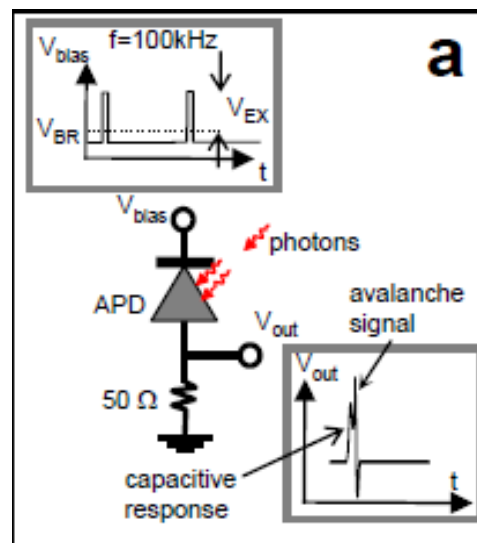 f=100kHz
V_bias
a
V_EX
V_BR
t
V_bias
photons
APD
avalanche
signal
V_out
V_out
50 Ω
capacitive
response
t